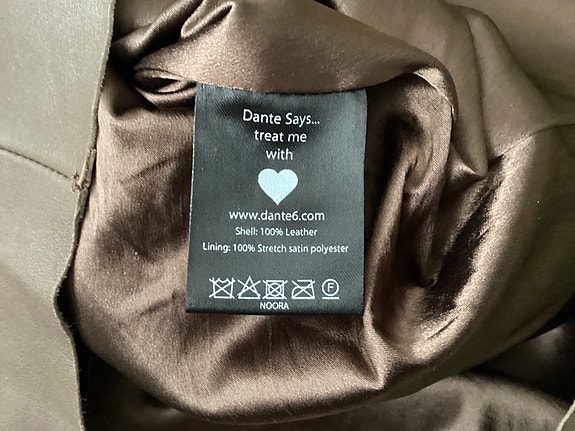 Dante Says...
treat me
with
www.dante6.com
Shell: 100% Leather
Lining: 100% Stretch satin polyester
F
NOORA